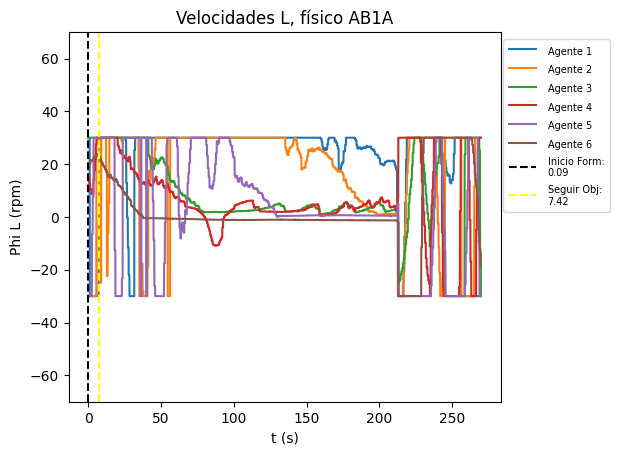 Velocidades L, físico AB1A
Phi L (rpm)
60
40
20
0
−20
−40
−60
0
50
100
150
200
250
t (s)
Agente 1
Agente 2
Agente 3
Agente 4
Agente 5
Agente 6
Inicio Form:
0.09
Seguir Obj:
7.42